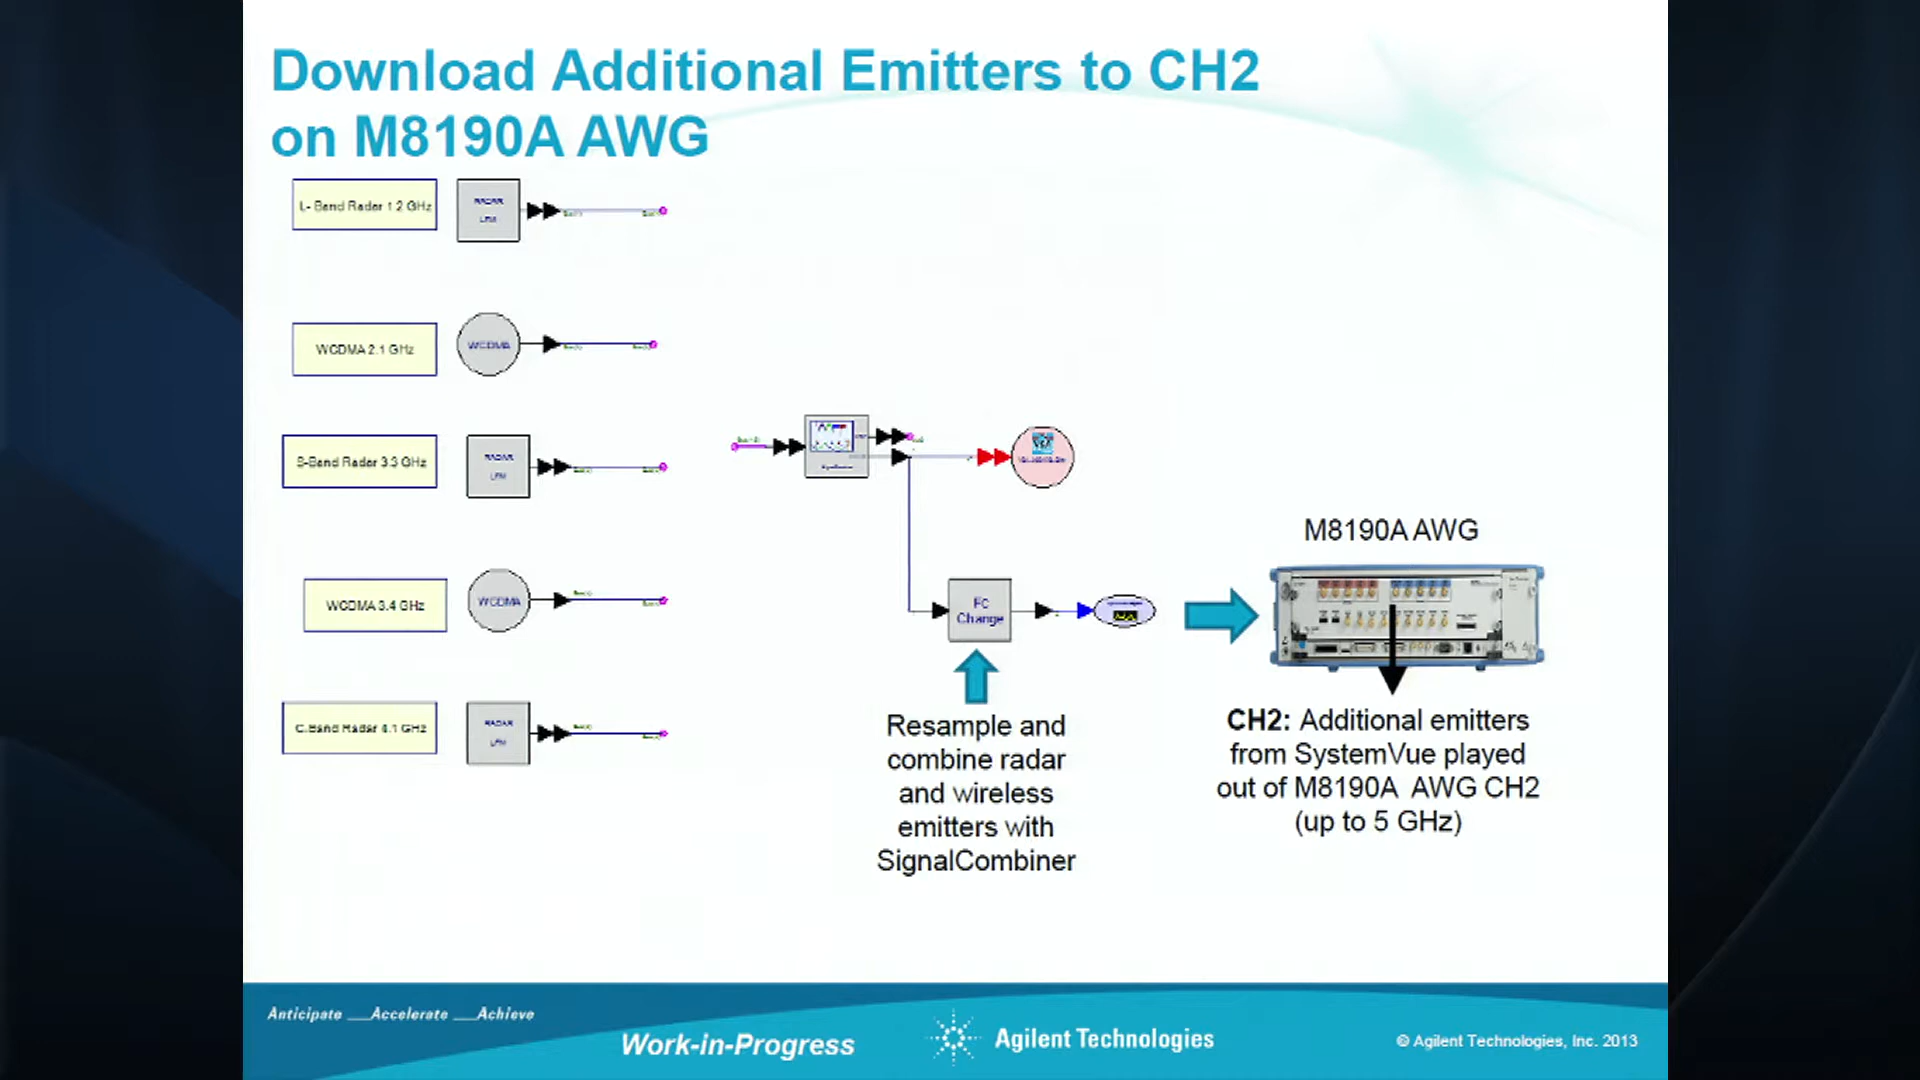 Download Additional Emitters to CH2
on M8190A AWG
L- Band Radar 1.2 GHz
RADAR
LFM
WCDMA 2.1 GHz
WCDMA
S-Band Radar 3.3 GHz
RADAR
LFM
WCDMA 3.4 GHz
WCDMA
C-Band Radar 4.1 GHz
RADAR
LFM
Fc
Change
M8190A AWG
Resample and
combine radar
and wireless
emitters with
SignalCombiner
CH2: Additional emitters
from SystemVue played
out of M8190A AWG CH2
(up to 5 GHz)
Anticipate __Accelerate __Achieve
Work-in-Progress
Agilent Technologies
© Agilent Technologies, Inc. 2013